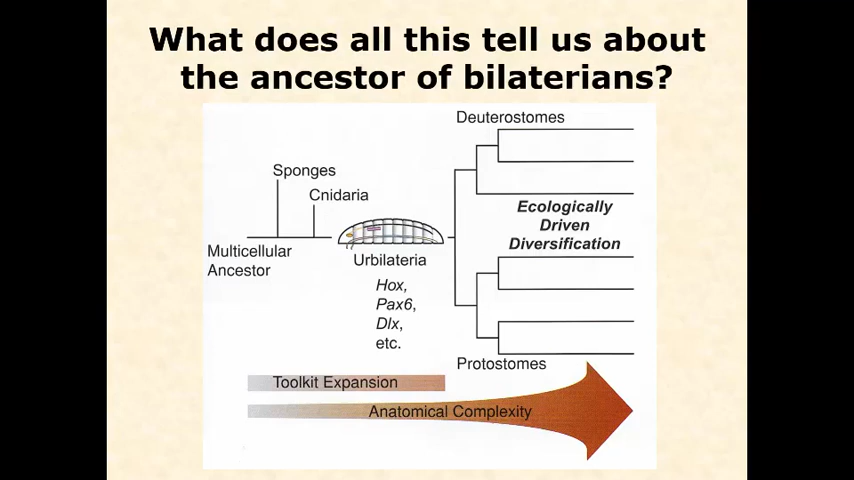 What does all this tell us about
the ancestor of bilaterians?
Deuterostomes
Sponges
Cnidaria
Ecologically
Driven
Diversification
Multicellular
Ancestor
Urbilateria
Hox,
Pax6,
Dlx,
etc.
Protostomes
Toolkit Expansion
Anatomical Complexity